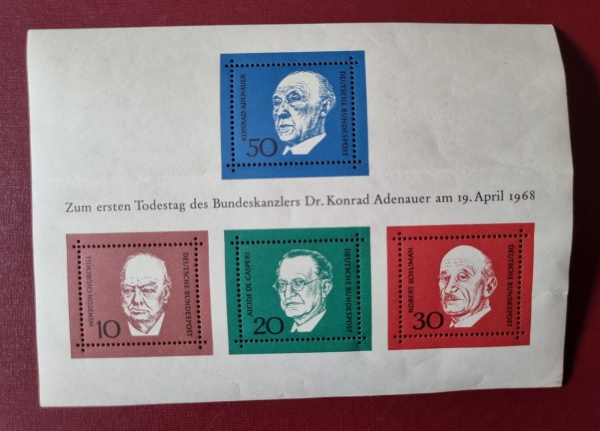 KONRAD ADENAUER
50
DEUTSCHE BUNDESPOST
Zum ersten Todestag des Bundeskanzlers Dr. Konrad Adenauer am 19. April 1968
WINSTON CHURCHILL
10
DEUTSCHE BUNDESPOST
ALCIDE DE GASPERI
20
DEUTSCHE BUNDESPOST
ROBERT SCHUMAN
30
DEUTSCHE BUNDESPOST